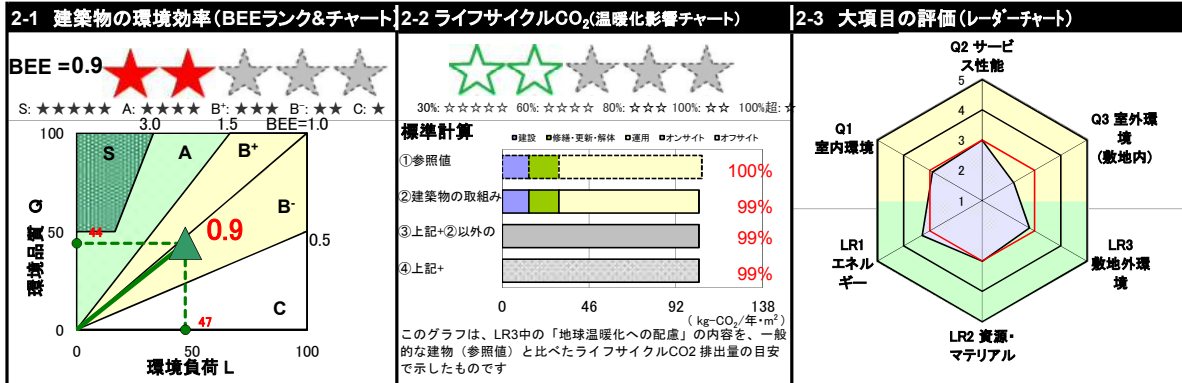 2-1 建築物の環境効率(BEEランク&チャート)
BEE =0.9
S: ★★★★★ A: ★★★★ B⁺: ★★★ B⁻: ★★ C: ★
3.0 1.5 BEE=1.0
100
S
A
B⁺
B⁻
0.9
50
44
0.5
環境品質 Q
C
0
47
0 50 100
環境負荷 L
2-2 ライフサイクルCO₂(温暖化影響チャート)
30%: ☆☆☆☆☆ 60%: ☆☆☆☆ 80%: ☆☆☆ 100%: ☆☆ 100%超: ☆
標準計算
建設 修繕・更新・解体 運用 オンサイト オフサイト
①参照値 100%
②建築物の取組み 99%
③上記+②以外の 99%
④上記+ 99%
0 46 92 138
( kg-CO₂/年・m² )
このグラフは、LR3中の「地球温暖化への配慮」の内容を、一般
的な建物(参照値)と比べたライフサイクルCO2 排出量の目安
で示したものです
2-3 大項目の評価(レーダーチャート)
Q2 サービ
ス性能
5
4
3
2
1
Q1
室内環境
Q3 室外環
境
(敷地内)
LR1
エネル
ギー
LR3
敷地外環
境
LR2 資源・
マテリアル